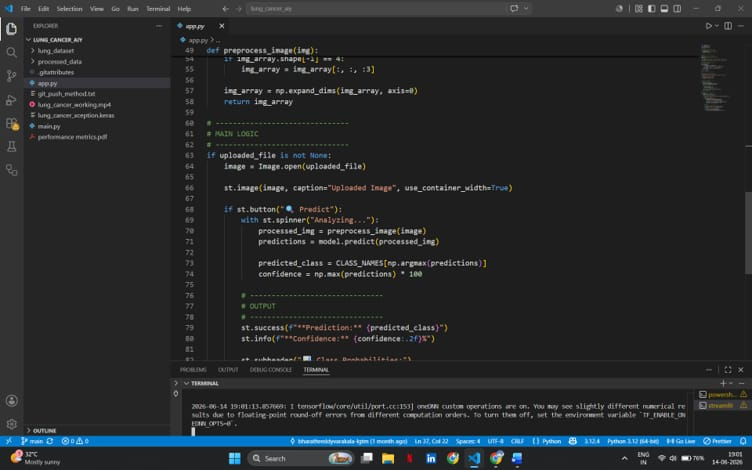 File Edit Selection View Go Run Terminal Help
lung_cancer_aiy
EXPLORER
LUNG_CANCER_AIY
lung_dataset
processed_data
.gitattributes
app.py
git_push_method.txt
lung_cancer_working.mp4
lung_cancer_xception.keras
main.py
performance metrics.pdf
OUTLINE
app.py
app.py > ...
49 def preprocess_image(img):
54 if img_array.shape[-1] == 4:
55 img_array = img_array[:, :, :3]
56
57 img_array = np.expand_dims(img_array, axis=0)
58 return img_array
59
60 # -------------------------------
61 # MAIN LOGIC
62 # -------------------------------
63 if uploaded_file is not None:
64 image = Image.open(uploaded_file)
65
66 st.image(image, caption="Uploaded Image", use_container_width=True)
67
68 if st.button("🔍 Predict"):
69 with st.spinner("Analyzing..."):
70 processed_img = preprocess_image(image)
71 predictions = model.predict(processed_img)
72
73 predicted_class = CLASS_NAMES[np.argmax(predictions)]
74 confidence = np.max(predictions) * 100
75
76 # -------------------------------
77 # OUTPUT
78 # -------------------------------
79 st.success(f"**Prediction:** {predicted_class}")
80 st.info(f"**Confidence:** {confidence:.2f}%")
81
82 st.subheader("📊 Class Probabilities:")
PROBLEMS OUTPUT DEBUG CONSOLE TERMINAL PORTS
TERMINAL
2026-06-14 19:01:13.857669: I tensorflow/core/util/port.cc:153] oneDNN custom operations are on. You may see slightly different numerical re
sults due to floating-point round-off errors from different computation orders. To turn them off, set the environment variable `TF_ENABLE_ON
EDNN_OPTS=0`.
powersh...
streamlit
main 0 0 bharathreddyvarakala-lgtm (1 month ago) Ln 37, Col 22 Spaces: 4 UTF-8 CRLF Python 3.12.4 Python 3.12 (64-bit) Go Live Prettier
32°C
Mostly sunny
Search
ENG
IN
76%
19:01
14-06-2026